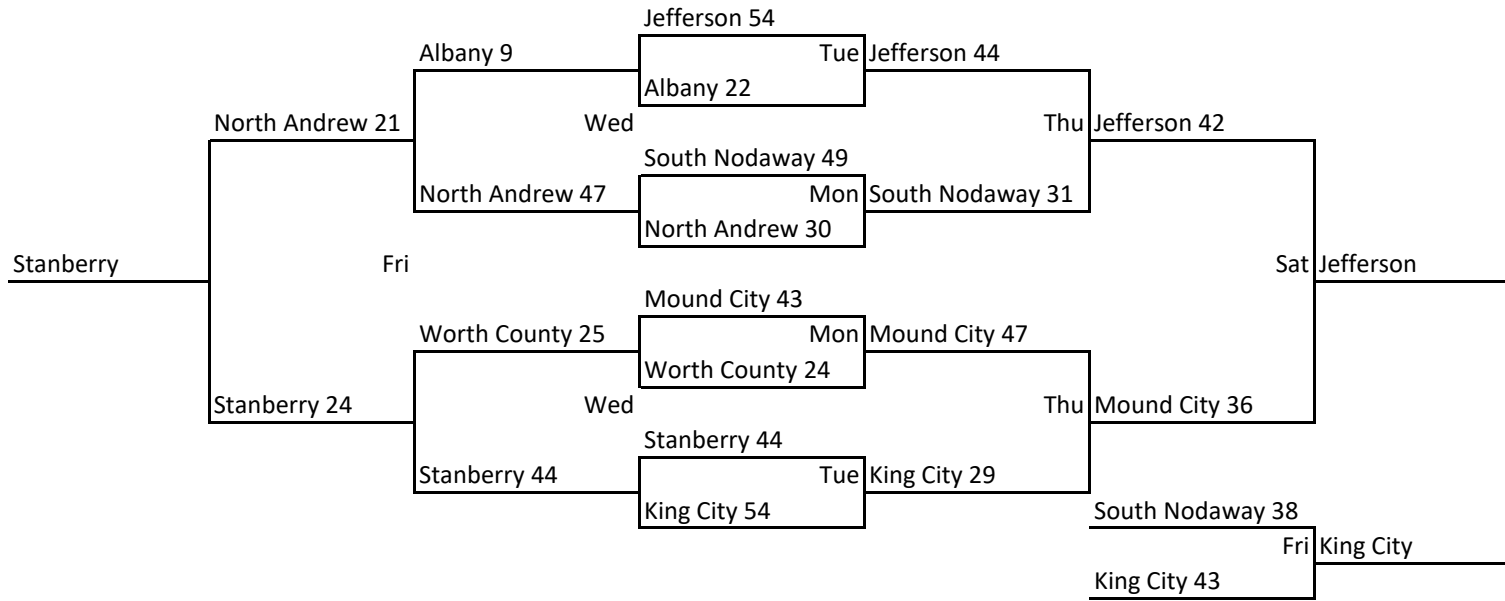 Jefferson 54
Albany 9
Tue Jefferson 44
Albany 22
North Andrew 21
Wed
Thu Jefferson 42
South Nodaway 49
North Andrew 47
Mon South Nodaway 31
North Andrew 30
Stanberry
Fri
Sat Jefferson
Mound City 43
Worth County 25
Mon Mound City 47
Worth County 24
Stanberry 24
Wed
Thu Mound City 36
Stanberry 44
Stanberry 44
Tue King City 29
King City 54
South Nodaway 38
Fri King City
King City 43